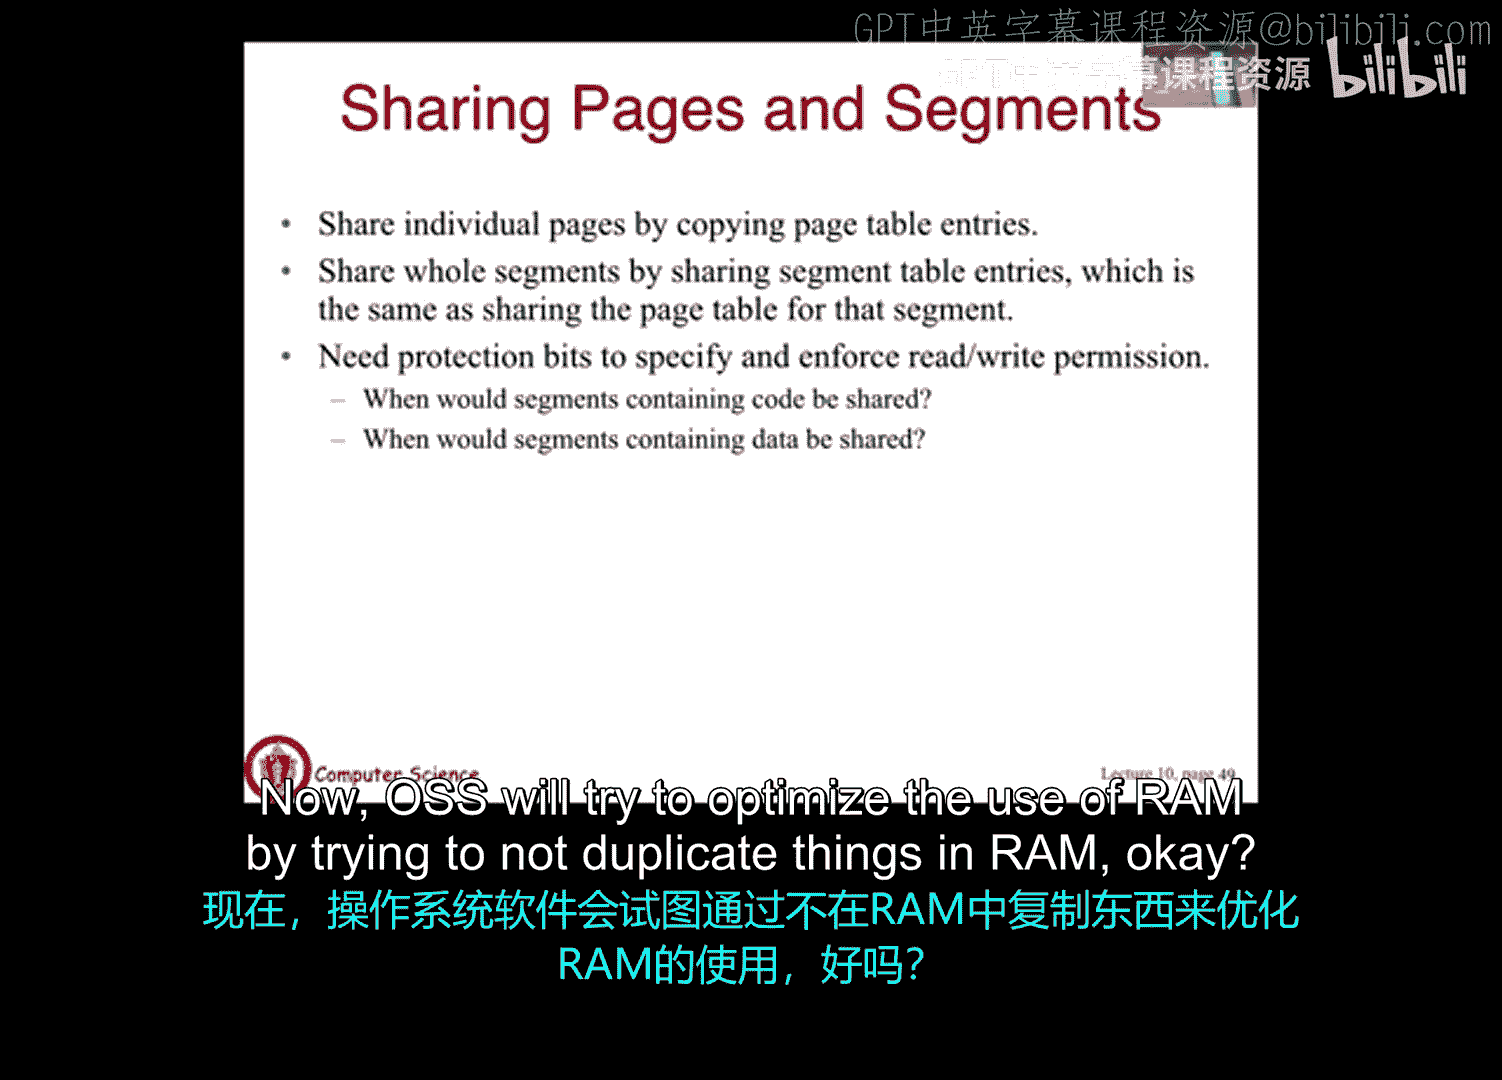 GPT中英字幕课程资源@bilibili.com
课程资源 bilibili
Sharing Pages and Segments
• Share individual pages by copying page table entries.
• Share whole segments by sharing segment table entries, which is
the same as sharing the page table for that segment.
• Need protection bits to specify and enforce read/write permission.
– When would segments containing code be shared?
– When would segments containing data be shared?
Computer Science
Lecture 10, page 49
Now, OSS will try to optimize the use of RAM
by trying to not duplicate things in RAM, okay?
现在，操作系统软件会试图通过不在RAM中复制东西来优化
RAM的使用，好吗？